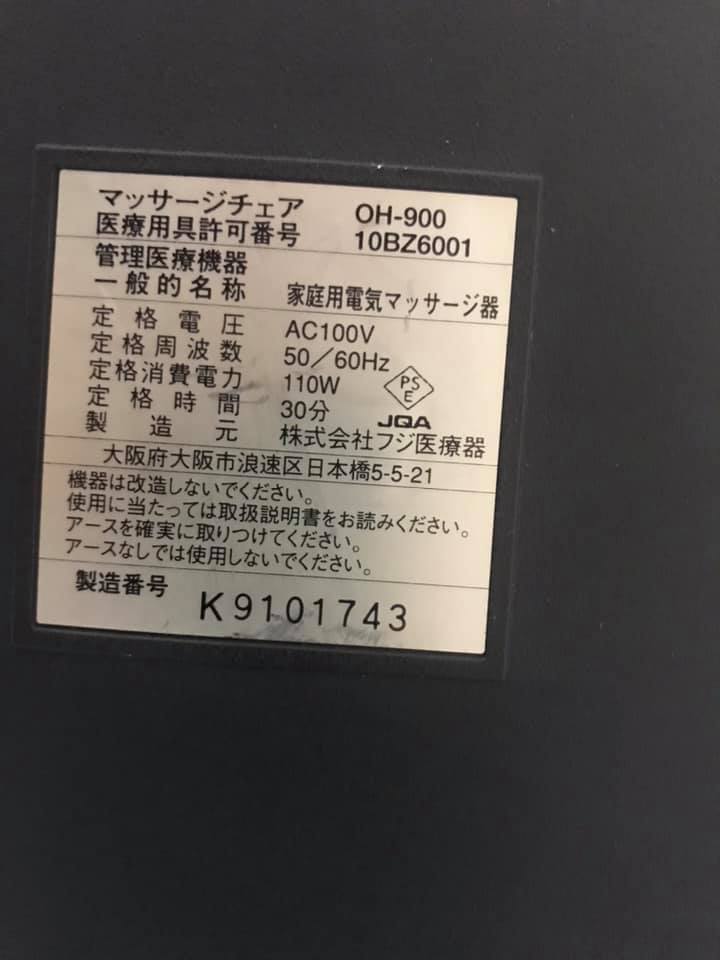 マッサージチェア OH-900
医療用具許可番号 10BZ6001
管理医療機器
一般的名称 家庭用電気マッサージ器
定格電圧 AC100V
定格周波数 50/60Hz
定格消費電力 110W
定格時間 30分
PS
E
JQA
製造元 株式会社フジ医療器
大阪府大阪市浪速区日本橋5-5-21
機器は改造しないでください。
使用に当たっては取扱説明書をお読みください。
アースを確実に取りつけてください。
アースなしでは使用しないでください。
製造番号 K9101743